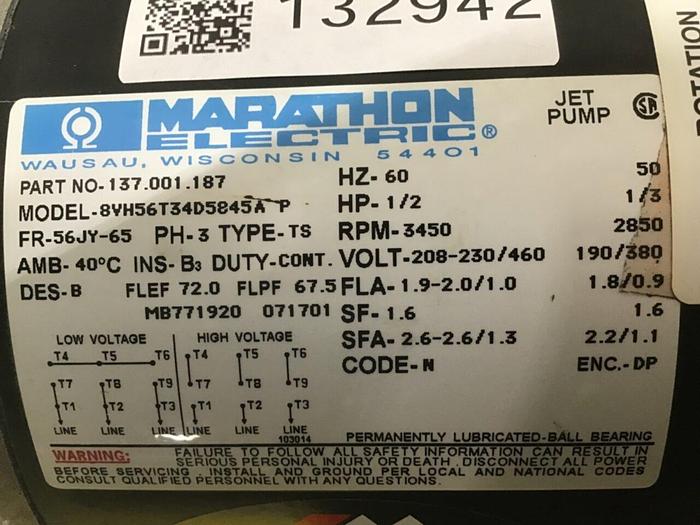 132942
MARATHON
ELECTRIC®
WAUSAU, WISCONSIN 54401
JET
PUMP
SA
PART NO-137.001.187
MODEL-8VH56T34D5845A P
FR-56JY-65 PH-3 TYPE-TS
AMB-40°C INS-B3 DUTY-CONT.
DES-B FLEF 72.0 FLPF 67.5
MB771920 071701
HZ-60 50
HP-1/2 1/3
RPM-3450 2850
VOLT-208-230/460 190/380
FLA-1.9-2.0/1.0 1.8/0.9
SF-1.6 1.6
SFA-2.6-2.6/1.3 2.2/1.1
CODE-N ENC.-DP
LOW VOLTAGE HIGH VOLTAGE
T4 T5 T6 T4 T5 T6
T7 T8 T9 T7 T8 T9
T1 T2 T3 T1 T2 T3
LINE LINE LINE LINE LINE LINE
103014
PERMANENTLY LUBRICATED-BALL BEARING
WARNING: FAILURE TO FOLLOW ALL SAFETY INFORMATION CAN RESULT IN
SERIOUS PERSONAL INJURY OR DEATH. DISCONNECT ALL POWER
BEFORE SERVICING. INSTALL AND GROUND PER LOCAL AND NATIONAL CODES
CONSULT QUALIFIED PERSONNEL WITH ANY QUESTIONS.
ROTATION